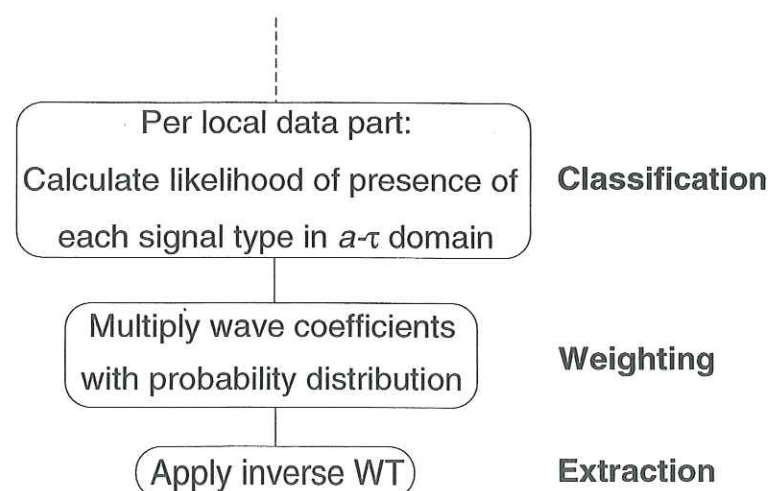 Per local data part:
Calculate likelihood of presence of
each signal type in a-τ domain
Classification
Multiply wave coefficients
with probability distribution
Weighting
Apply inverse WT
Extraction